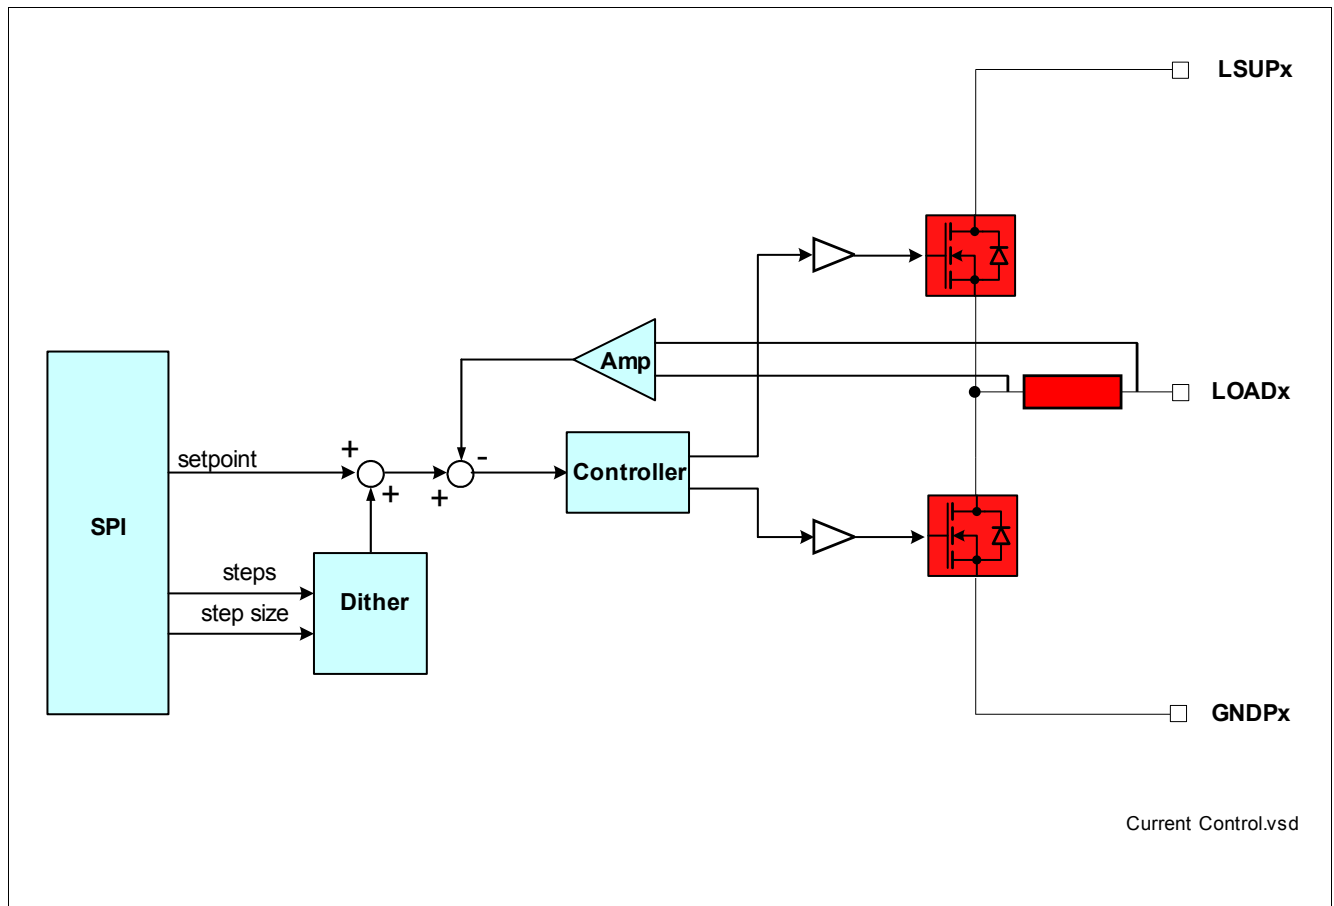 LSUPx
Amp
LOADx
+
setpoint
-
+
+
Controller
SPI
steps
step size
Dither
GNDPx
Current Control.vsd